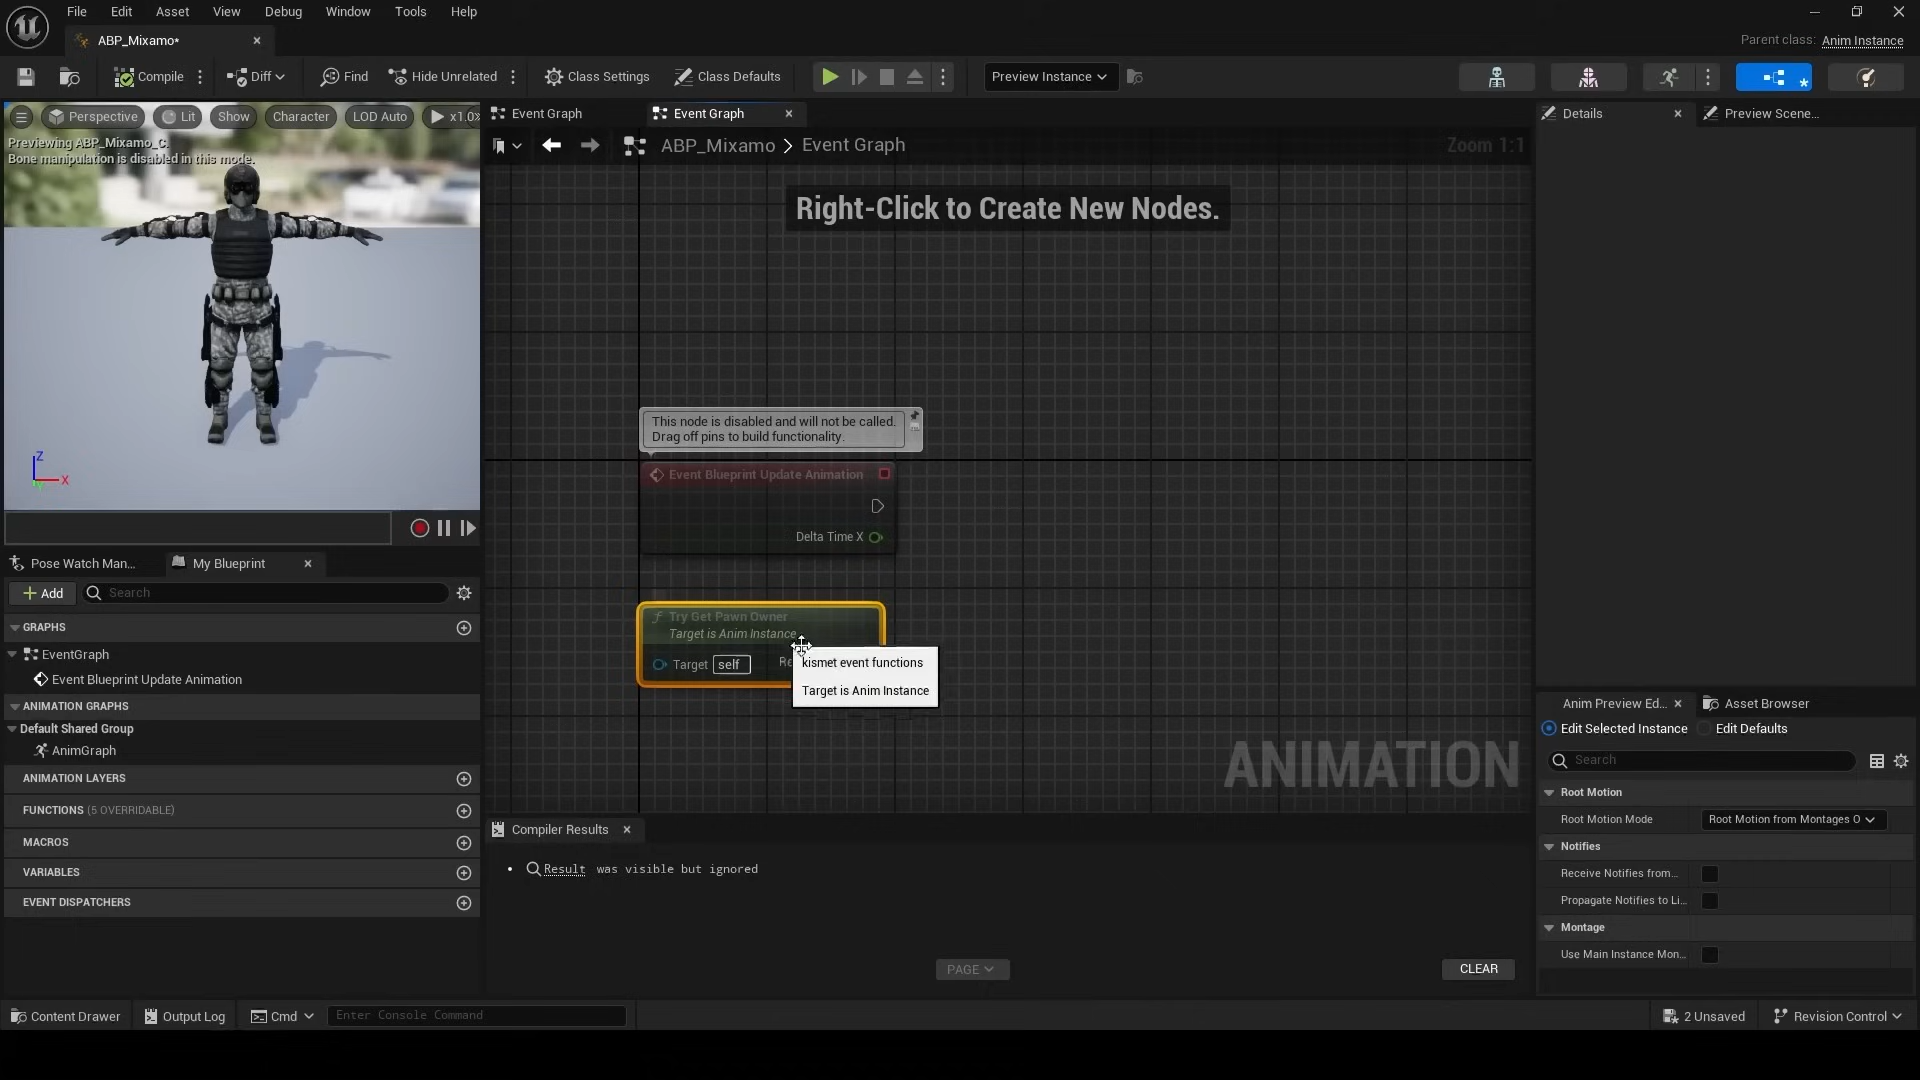 File Edit Asset View Debug Window Tools Help
ABP_Mixamo*
Parent class: Anim Instance
Compile Diff Find Hide Unrelated Class Settings Class Defaults Preview Instance
Perspective Lit Show Character LOD Auto x1.0
Previewing ABP_Mixamo_C.
Bone manipulation is disabled in this mode.
Z
X
Event Graph
Event Graph
ABP_Mixamo > Event Graph
Zoom 1:1
Right-Click to Create New Nodes.
This node is disabled and will not be called.
Drag off pins to build functionality.
Event Blueprint Update Animation
Delta Time X
Try Get Pawn Owner
Target is Anim Instance
Target self
kismet event functions
Target is Anim Instance
ANIMATION
Pose Watch Man...
My Blueprint
Add
Search
GRAPHS
EventGraph
Event Blueprint Update Animation
ANIMATION GRAPHS
Default Shared Group
AnimGraph
ANIMATION LAYERS
FUNCTIONS (5 OVERRIDABLE)
MACROS
VARIABLES
EVENT DISPATCHERS
Compiler Results
Result was visible but ignored
PAGE
CLEAR
Details
Preview Scene...
Anim Preview Ed...
Asset Browser
Edit Selected Instance
Edit Defaults
Search
Root Motion
Root Motion Mode Root Motion from Montages O
Notifies
Receive Notifies from...
Propagate Notifies to Li...
Montage
Use Main Instance Mon...
Content Drawer Output Log Cmd Enter Console Command
2 Unsaved Revision Control